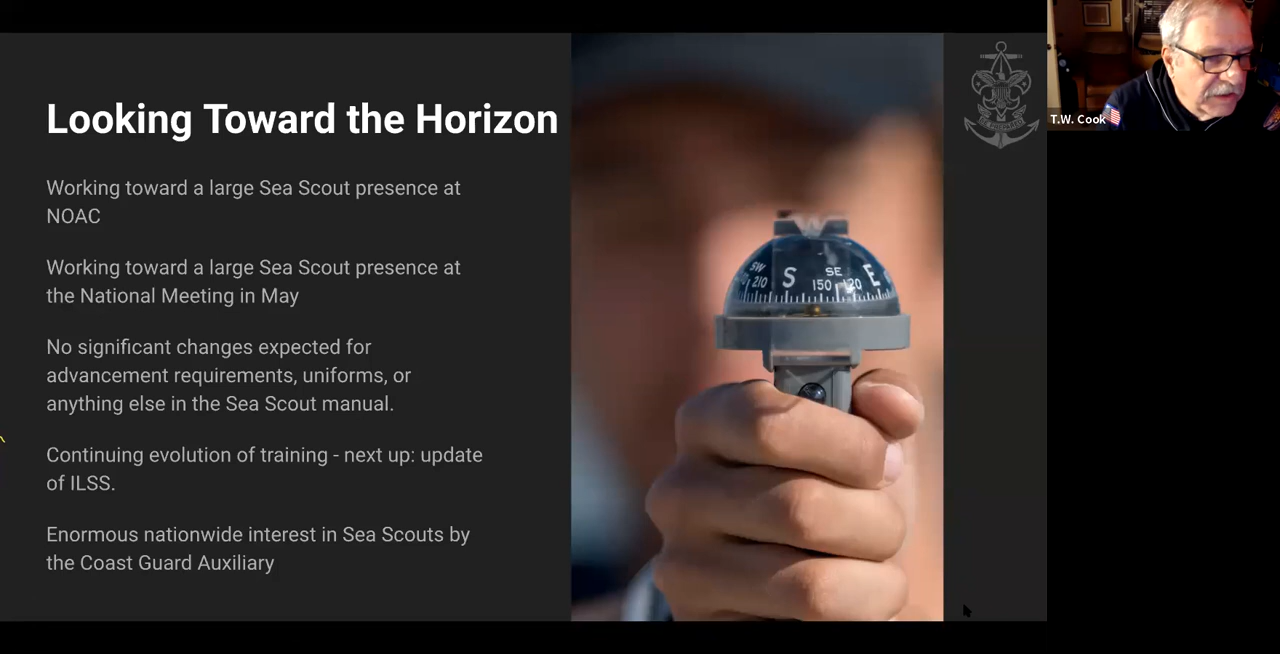 Looking Toward the Horizon
Working toward a large Sea Scout presence at
NOAC
Working toward a large Sea Scout presence at
the National Meeting in May
No significant changes expected for
advancement requirements, uniforms, or
anything else in the Sea Scout manual.
Continuing evolution of training - next up: update
of ILSS.
Enormous nationwide interest in Sea Scouts by
the Coast Guard Auxiliary
W
SW
S
SE
E
210
150
120
BE PREPARED
T.W. Cook